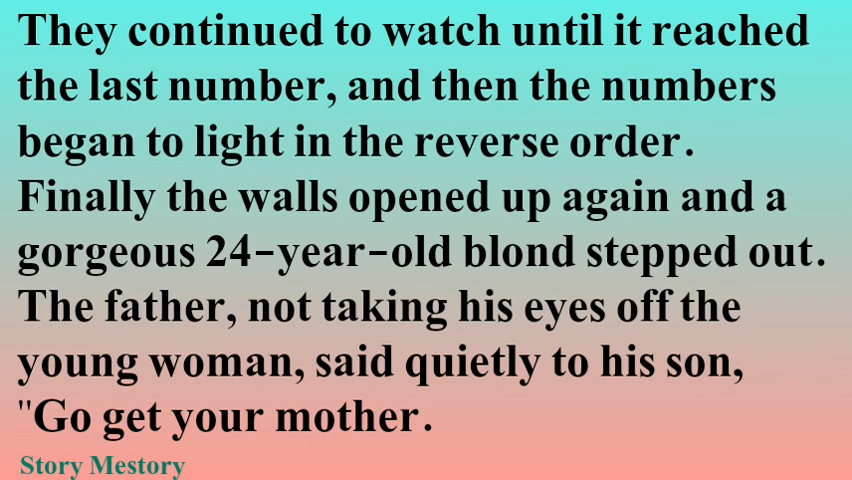 They continued to watch until it reached
the last number, and then the numbers
began to light in the reverse order.
Finally the walls opened up again and a
gorgeous 24-year-old blond stepped out.
The father, not taking his eyes off the
young woman, said quietly to his son,
"Go get your mother.
Story Mestory